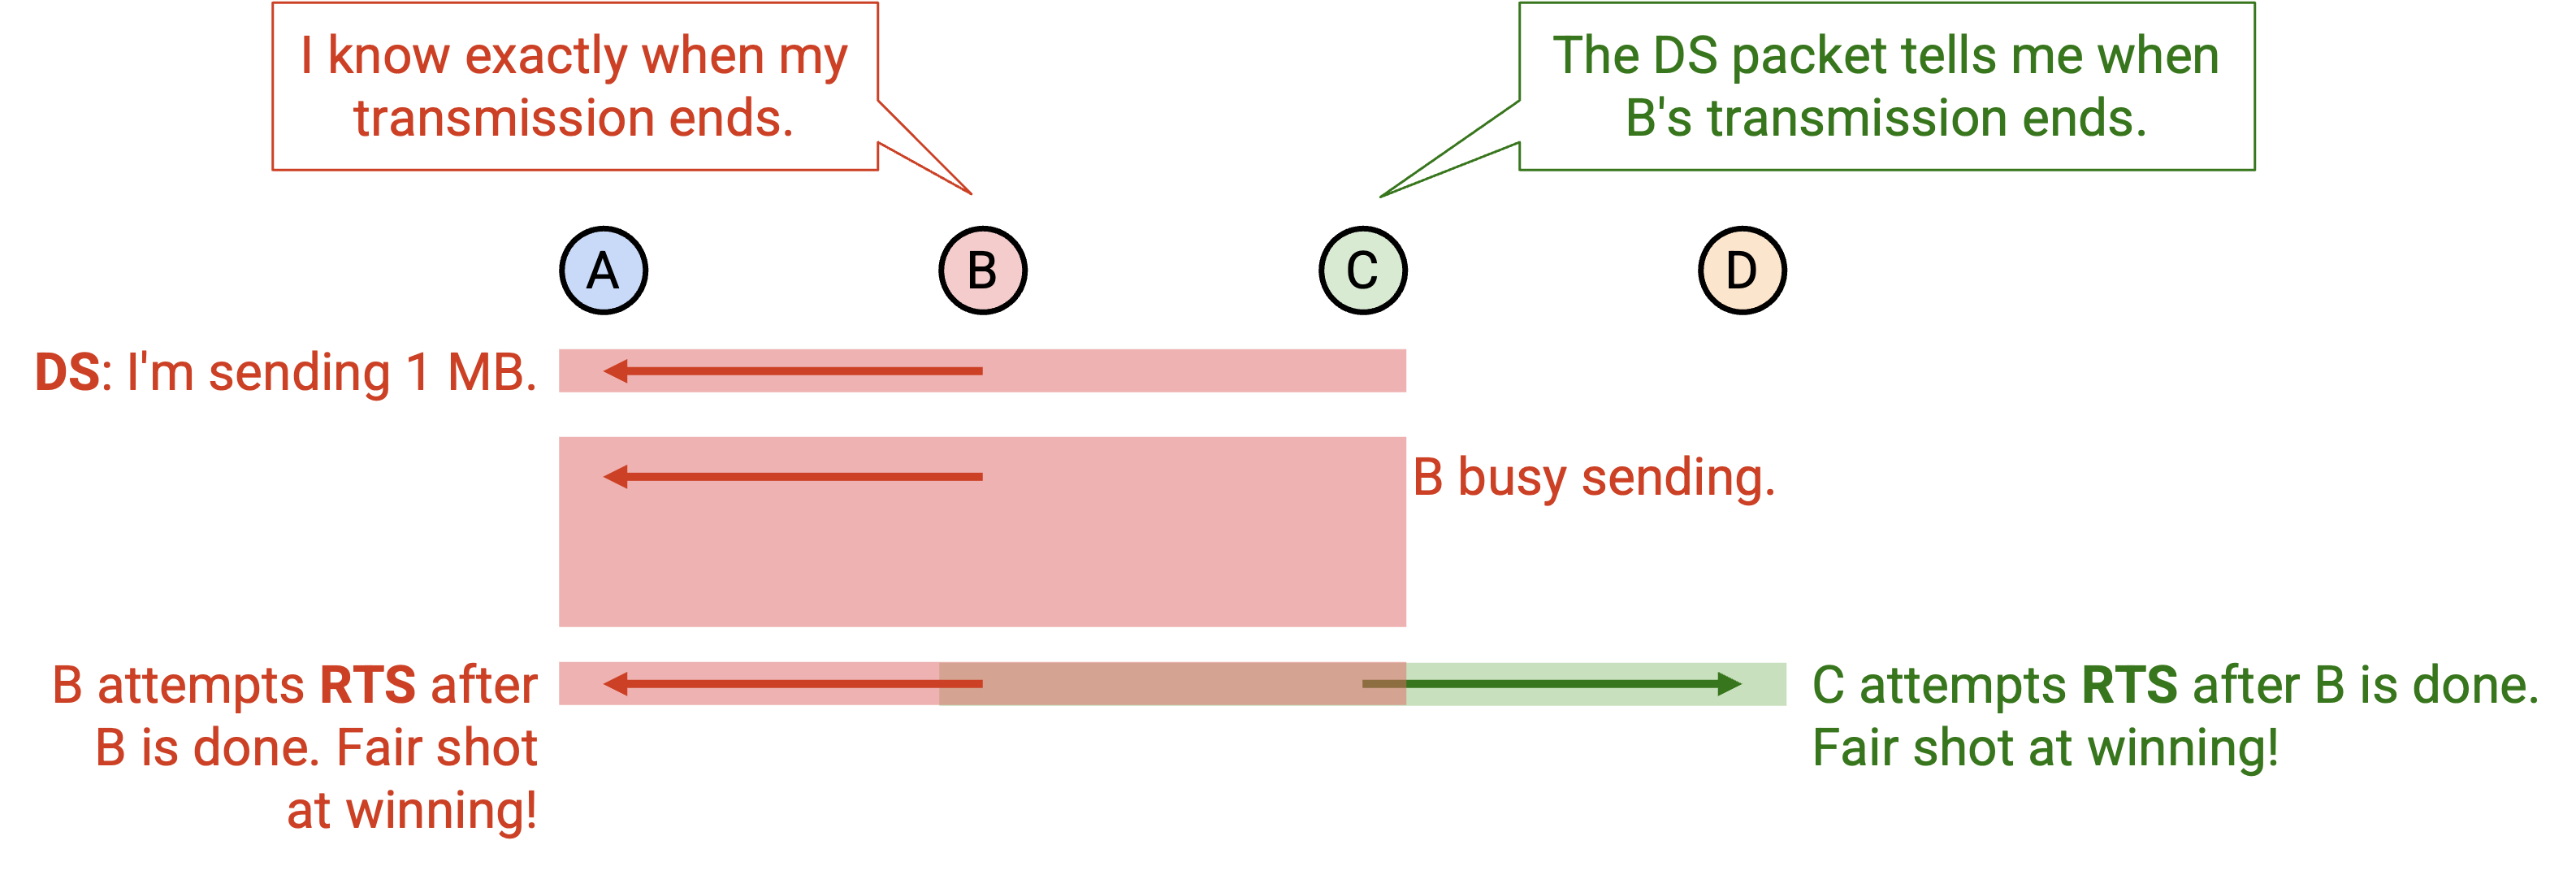 I know exactly when my
transmission ends.
The DS packet tells me when
B's transmission ends.
A
B
C
D
DS: I'm sending 1 MB.
B busy sending.
B attempts RTS after
B is done. Fair shot
at winning!
C attempts RTS after B is done.
Fair shot at winning!